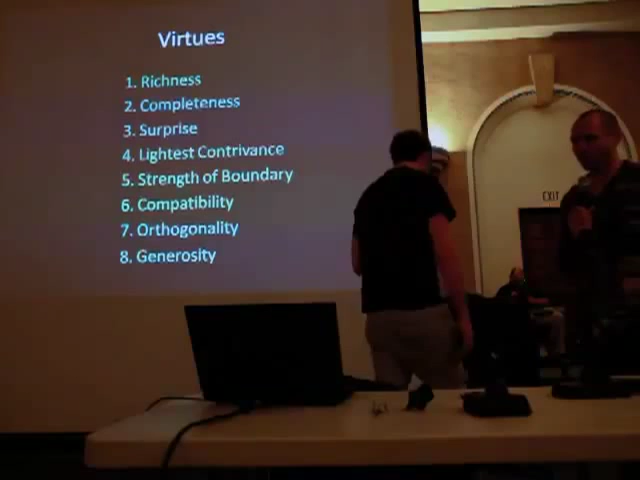 Virtues
1. Richness
2. Completeness
3. Surprise
4. Lightest Contrivance
5. Strength of Boundary
6. Compatibility
7. Orthogonality
8. Generosity
EXIT